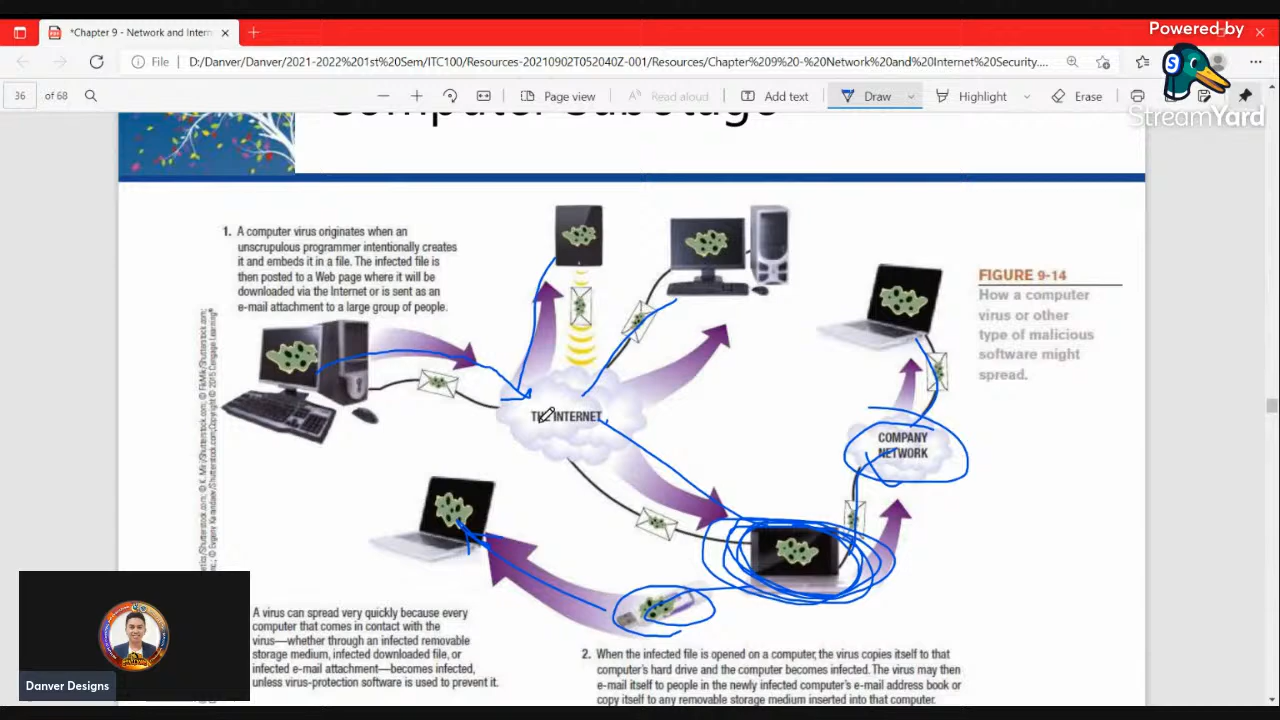 *Chapter 9 - Network and Intern
Powered by
File
D:/Danver/Danver/2021-2022%201st%20Sem/ITC100/Resources-20210902T052040Z-001/Resources/Chapter%209%20-%20Network%20and%20Internet%20Security....
StreamYard
36 of 68
Page view
Read aloud
Add text
Draw
Highlight
Erase
Computer Sabotage
1. A computer virus originates when an
unscrupulous programmer intentionally creates
it and embeds it in a file. The infected file is
then posted to a Web page where it will be
downloaded via the Internet or is sent as an
e-mail attachment to a large group of people.
FIGURE 9-14
How a computer
virus or other
type of malicious
software might
spread.
THE INTERNET
COMPANY
NETWORK
A virus can spread very quickly because every
computer that comes in contact with the
virus—whether through an infected removable
storage medium, infected downloaded file, or
infected e-mail attachment—becomes infected,
unless virus-protection software is used to prevent it.
2. When the infected file is opened on a computer, the virus copies itself to that
computer's hard drive and the computer becomes infected. The virus may then
e-mail itself to people in the newly infected computer's e-mail address book or
copy itself to any removable storage medium inserted into that computer.
Danver Designs